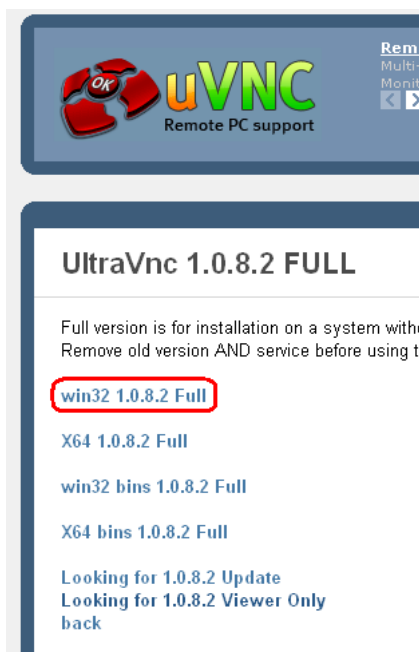 Rem
Multi-
Monit
OK
uVNC
Remote PC support
UltraVnc 1.0.8.2 FULL
Full version is for installation on a system with
Remove old version AND service before using t
win32 1.0.8.2 Full
X64 1.0.8.2 Full
win32 bins 1.0.8.2 Full
X64 bins 1.0.8.2 Full
Looking for 1.0.8.2 Update
Looking for 1.0.8.2 Viewer Only
back